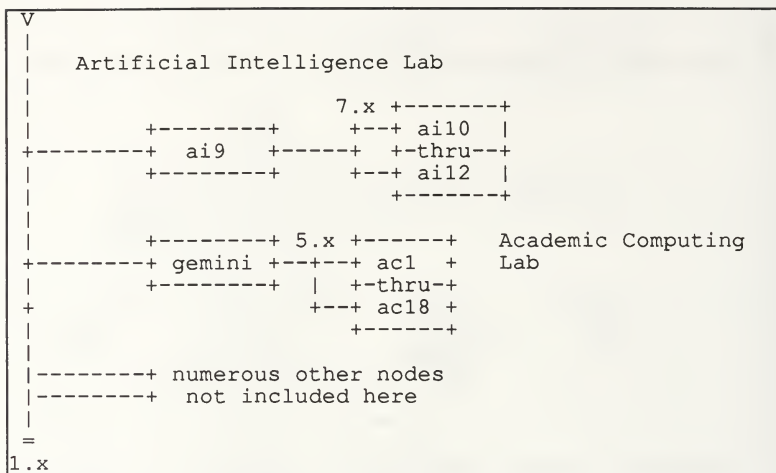 V
Artificial Intelligence Lab
7.x
ai10
ai9 thru
ai12
5.x Academic Computing
gemini ac1 Lab
thru
ac18
numerous other nodes
not included here
1.x